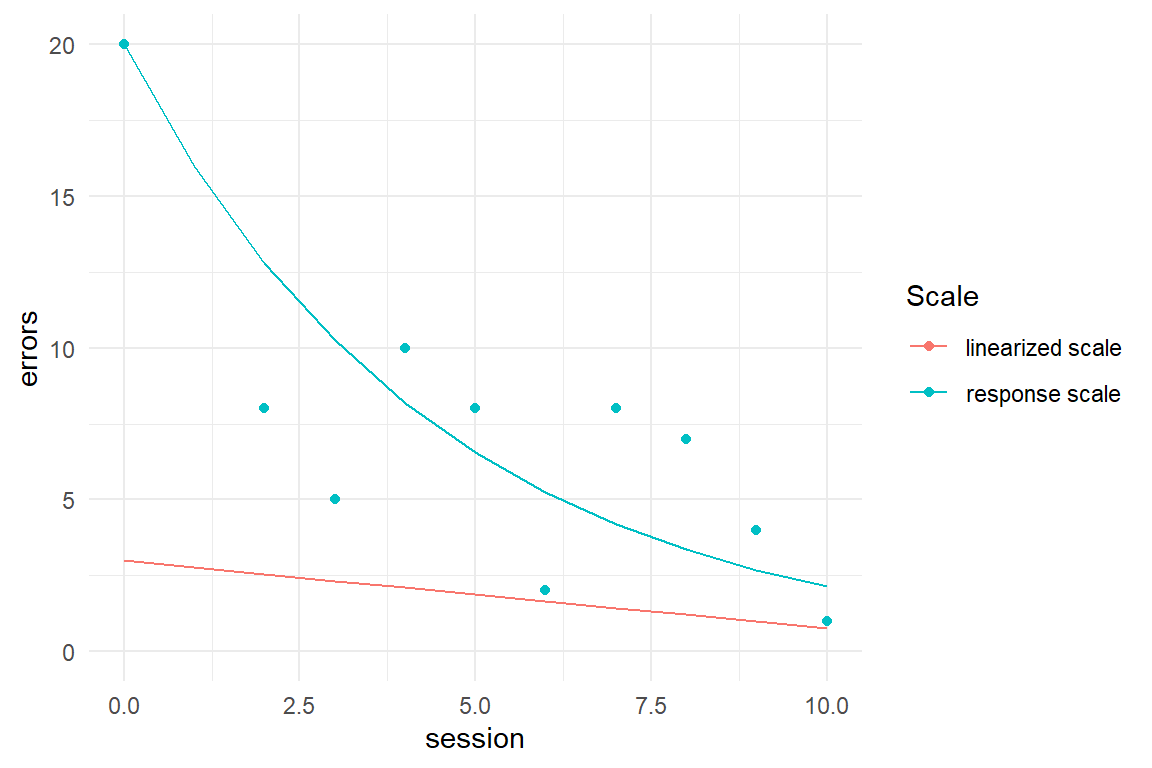 20
15
10
5
0
errors
0.0 2.5 5.0 7.5 10.0
session
Scale
linearized scale
response scale